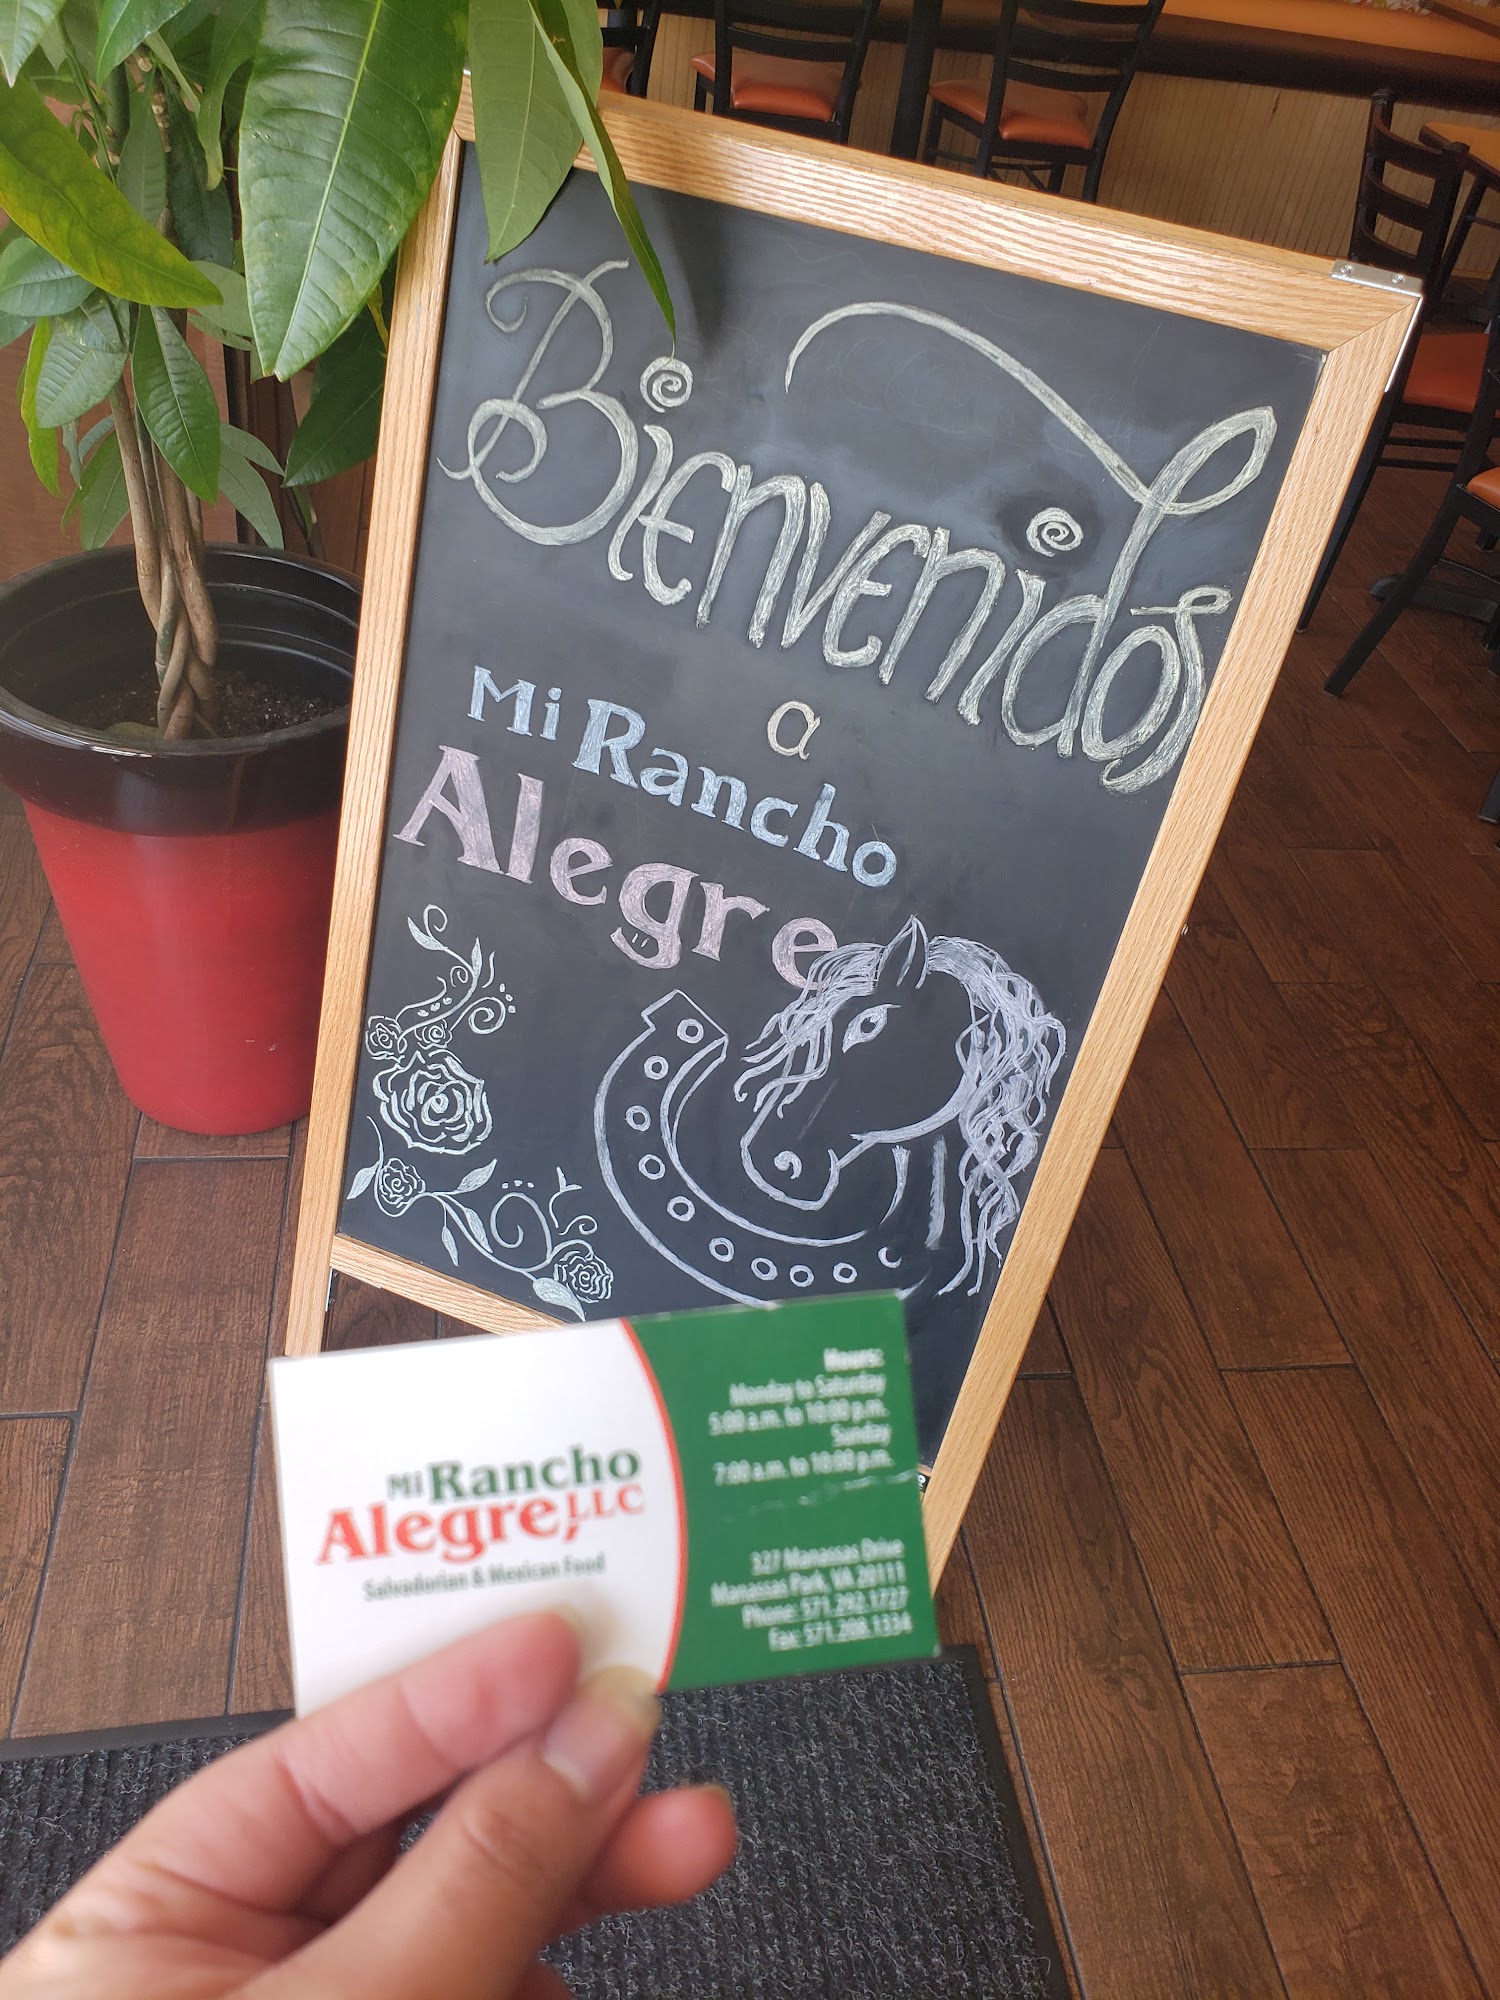 Bienvenidos
a
Mi Rancho
Alegre
Mi Rancho
Alegre, LLC
Salvadorian & Mexican Food
Hours:
Monday to Saturday
5:00 a.m. to 10:00 p.m.
Sunday
7:00 a.m. to 10:00 p.m.
327 Manassas Drive
Manassas Park, VA 20111
Phone: 571.292.1727
Fax: 571.208.1334